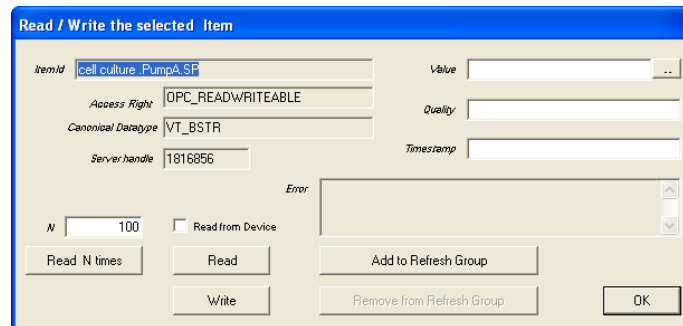 Read / Write the selected Item
ItemId cell culture .PumpA.SP
Value ..
Access Right OPC_READWRITEABLE
Quality
Canonical Datatype VT_BSTR
Timestamp
Server handle 1816856
Error
N 100 Read from Device
Read N times Read Add to Refresh Group
Write Remove from Refresh Group OK